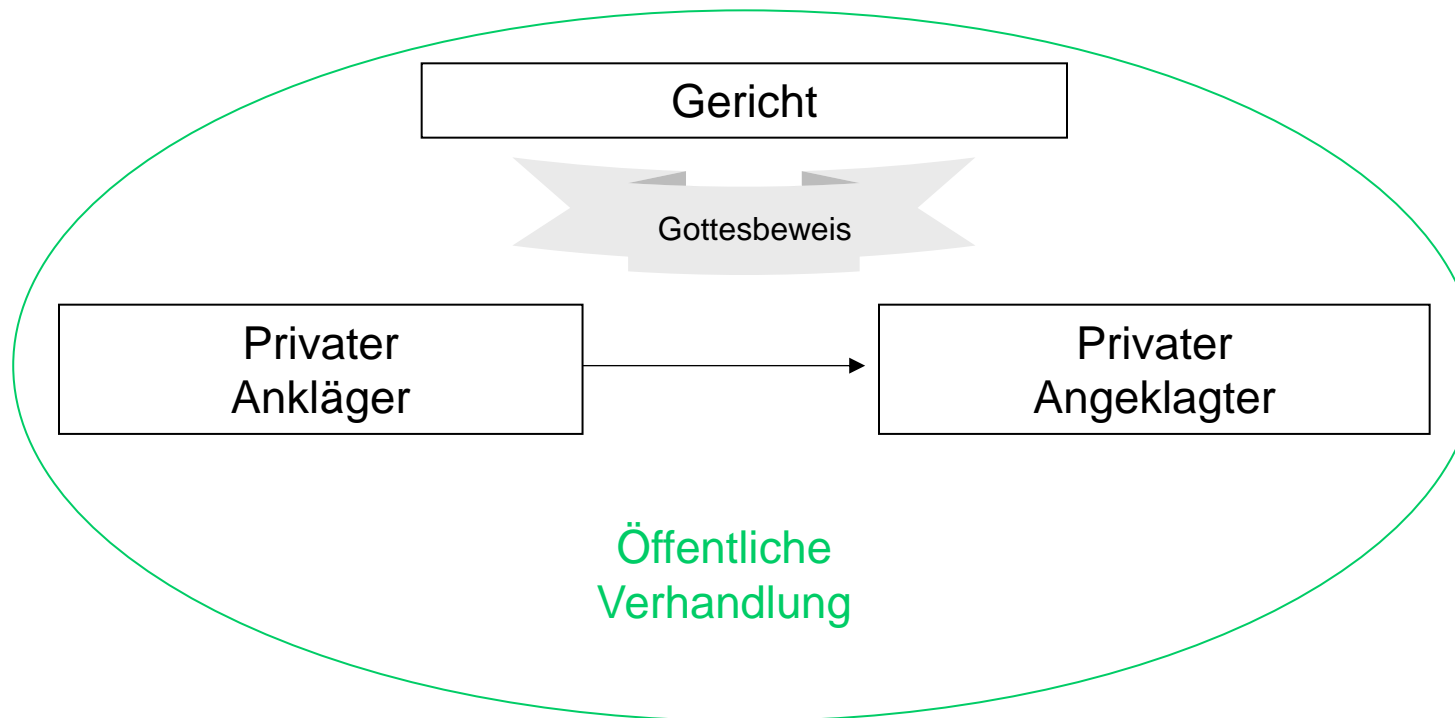 Gericht
Gottesbeweis
Privater
Ankläger
Privater
Angeklagter
Öffentliche
Verhandlung